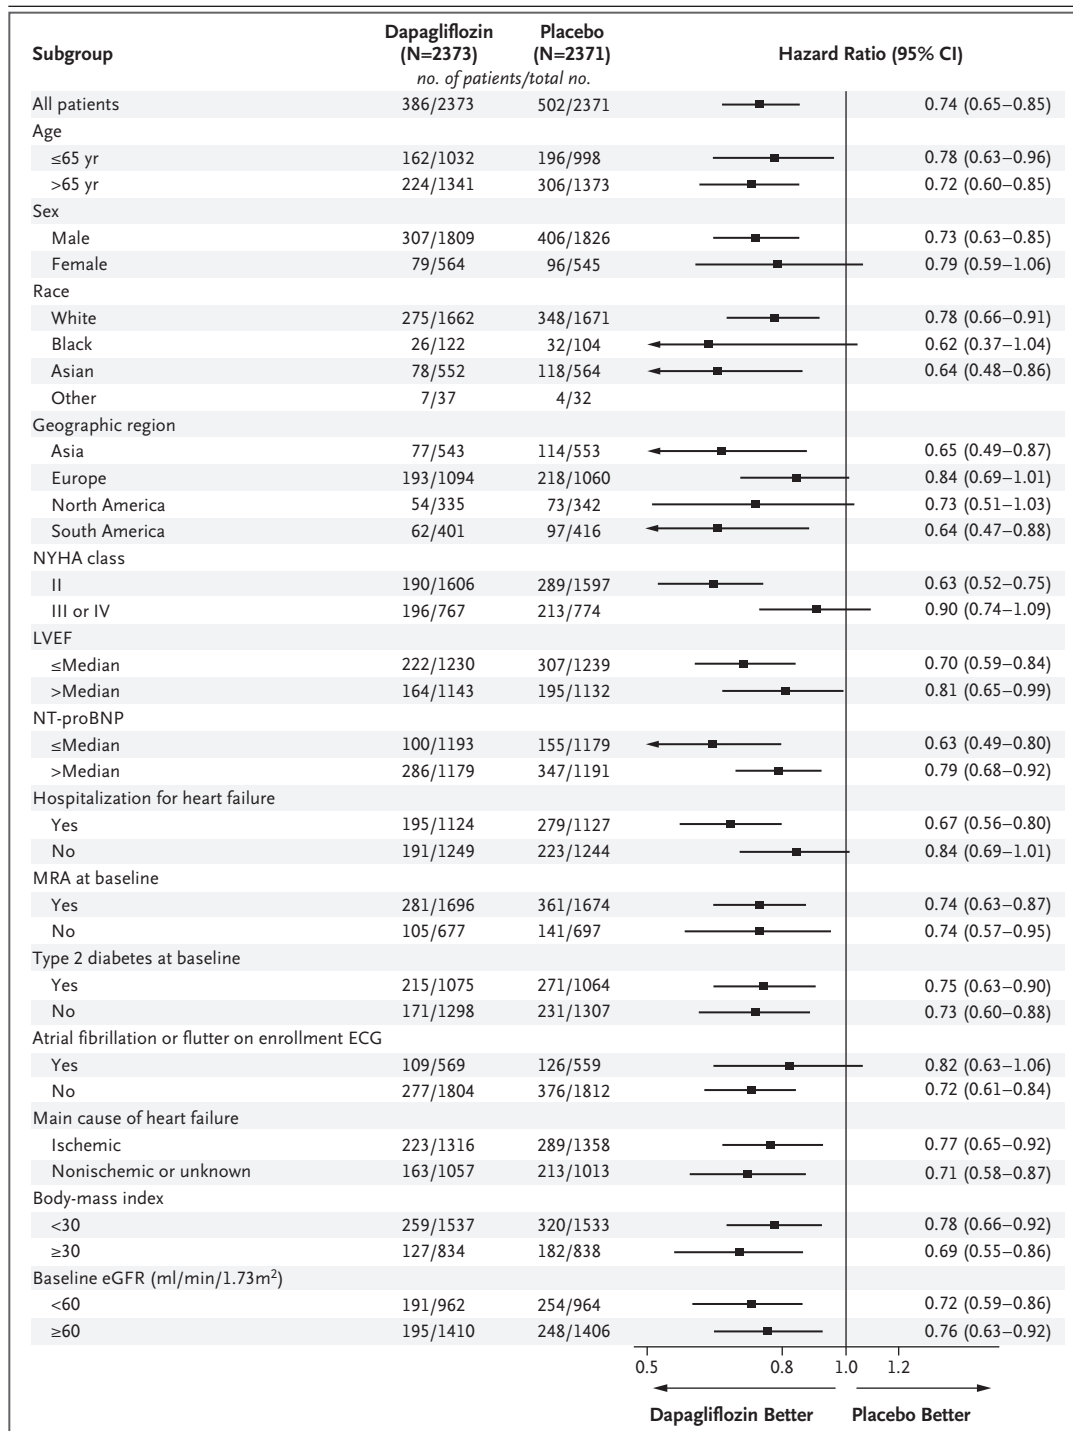 Subgroup Dapagliflozin (N=2373) Placebo (N=2371) Hazard Ratio (95% CI)
no. of patients/total no.
All patients 386/2373 502/2371 0.74 (0.65–0.85)
Age
≤65 yr 162/1032 196/998 0.78 (0.63–0.96)
>65 yr 224/1341 306/1373 0.72 (0.60–0.85)
Sex
Male 307/1809 406/1826 0.73 (0.63–0.85)
Female 79/564 96/545 0.79 (0.59–1.06)
Race
White 275/1662 348/1671 0.78 (0.66–0.91)
Black 26/122 32/104 0.62 (0.37–1.04)
Asian 78/552 118/564 0.64 (0.48–0.86)
Other 7/37 4/32
Geographic region
Asia 77/543 114/553 0.65 (0.49–0.87)
Europe 193/1094 218/1060 0.84 (0.69–1.01)
North America 54/335 73/342 0.73 (0.51–1.03)
South America 62/401 97/416 0.64 (0.47–0.88)
NYHA class
II 190/1606 289/1597 0.63 (0.52–0.75)
III or IV 196/767 213/774 0.90 (0.74–1.09)
LVEF
≤Median 222/1230 307/1239 0.70 (0.59–0.84)
>Median 164/1143 195/1132 0.81 (0.65–0.99)
NT-proBNP
≤Median 100/1193 155/1179 0.63 (0.49–0.80)
>Median 286/1179 347/1191 0.79 (0.68–0.92)
Hospitalization for heart failure
Yes 195/1124 279/1127 0.67 (0.56–0.80)
No 191/1249 223/1244 0.84 (0.69–1.01)
MRA at baseline
Yes 281/1696 361/1674 0.74 (0.63–0.87)
No 105/677 141/697 0.74 (0.57–0.95)
Type 2 diabetes at baseline
Yes 215/1075 271/1064 0.75 (0.63–0.90)
No 171/1298 231/1307 0.73 (0.60–0.88)
Atrial fibrillation or flutter on enrollment ECG
Yes 109/569 126/559 0.82 (0.63–1.06)
No 277/1804 376/1812 0.72 (0.61–0.84)
Main cause of heart failure
Ischemic 223/1316 289/1358 0.77 (0.65–0.92)
Nonischemic or unknown 163/1057 213/1013 0.71 (0.58–0.87)
Body-mass index
<30 259/1537 320/1533 0.78 (0.66–0.92)
≥30 127/834 182/838 0.69 (0.55–0.86)
Baseline eGFR (ml/min/1.73m²)
<60 191/962 254/964 0.72 (0.59–0.86)
≥60 195/1410 248/1406 0.76 (0.63–0.92)
0.5 0.8 1.0 1.2
Dapagliflozin Better Placebo Better